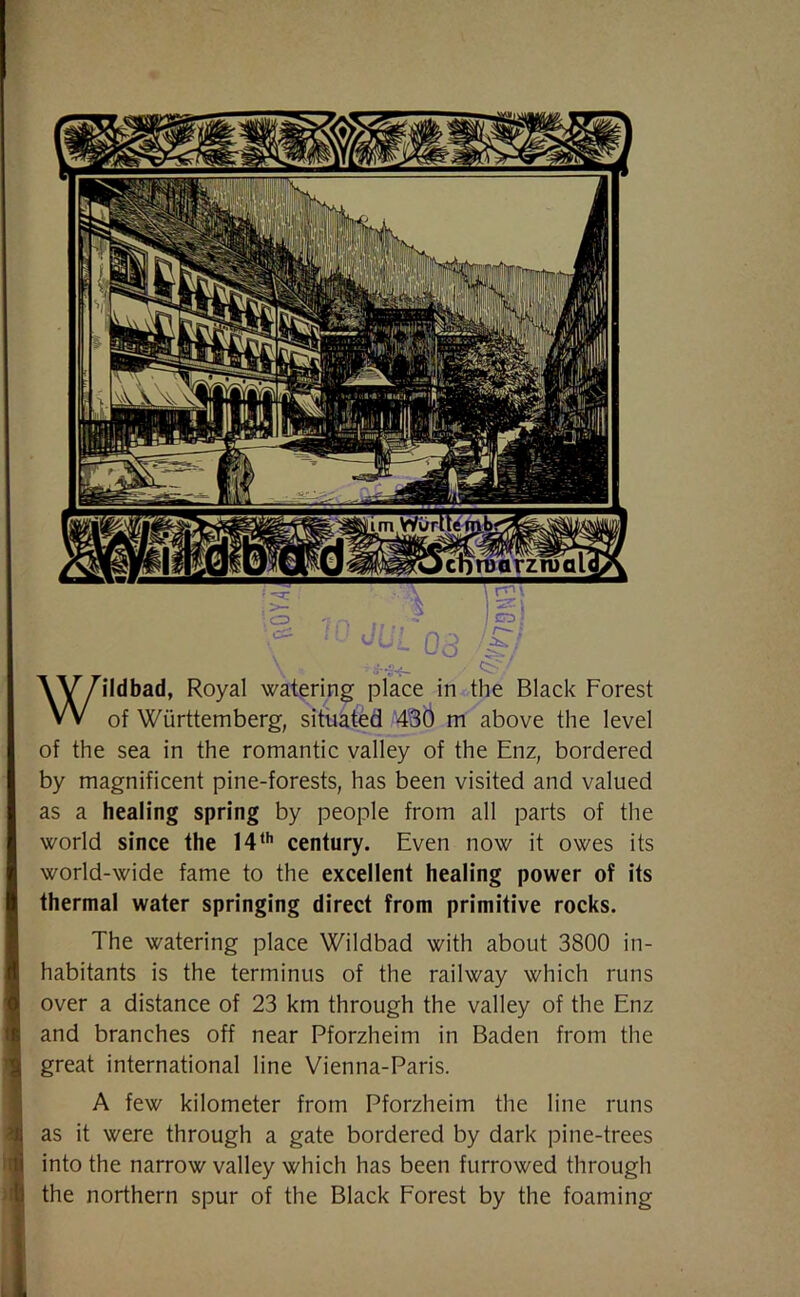 im Württemb.
Wildbad Schwarzwald
10 JUL 03
Wildbad, Royal watering place in the Black Forest
of Württemberg, situated 430 m above the level
of the sea in the romantic valley of the Enz, bordered
by magnificent pine-forests, has been visited and valued
as a healing spring by people from all parts of the
world since the 14th century. Even now it owes its
world-wide fame to the excellent healing power of its
thermal water springing direct from primitive rocks.
The watering place Wildbad with about 3800 in-
habitants is the terminus of the railway which runs
over a distance of 23 km through the valley of the Enz
and branches off near Pforzheim in Baden from the
great international line Vienna-Paris.
A few kilometer from Pforzheim the line runs
as it were through a gate bordered by dark pine-trees
into the narrow valley which has been furrowed through
the northern spur of the Black Forest by the foaming